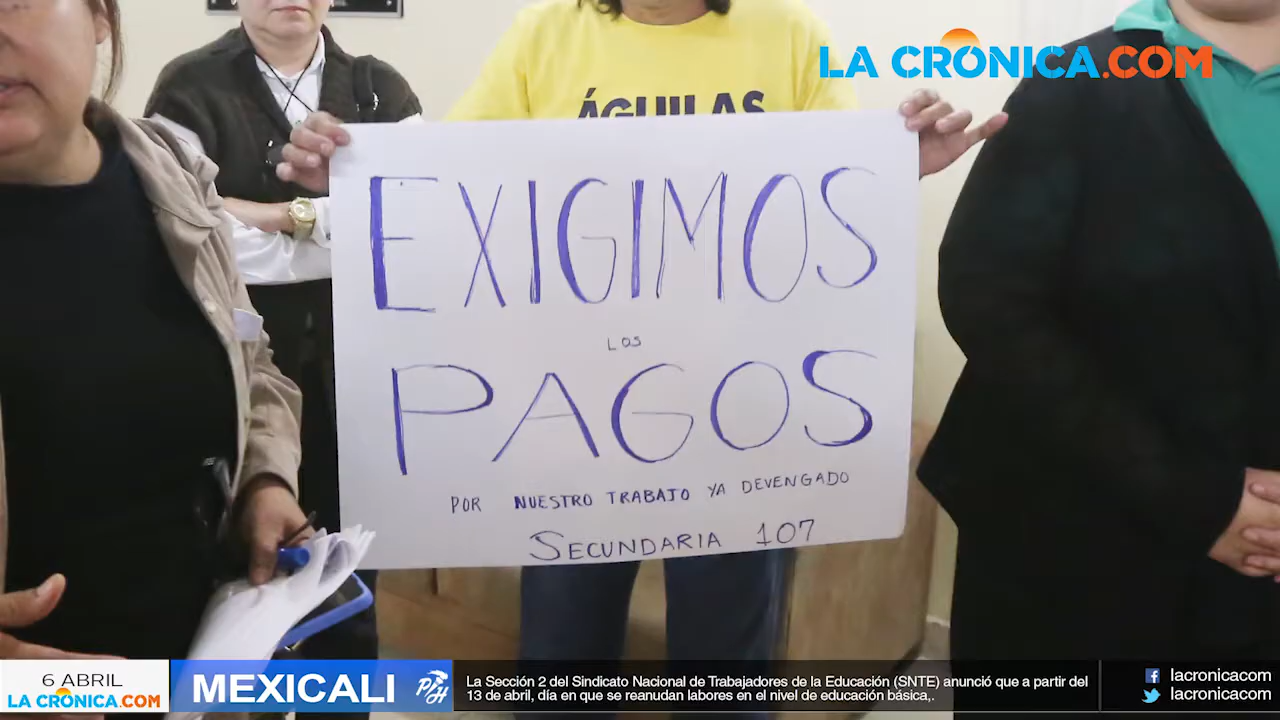 LA CRÓNICA.COM
ÁGUILAS
EXIGIMOS
LOS
PAGOS
POR NUESTRO TRABAJO YA DEVENGADO
SECUNDARIA 107
6 ABRIL
LA CRÓNICA.COM
MEXICALI
La Sección 2 del Sindicato Nacional de Trabajadores de la Educación (SNTE) anunció que a partir del
13 de abril, día en que se reanudan labores en el nivel de educación básica,.
lacronicacom
lacronicacom